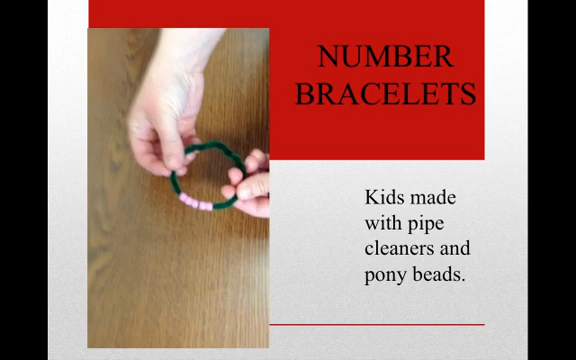 NUMBER
BRACELETS
Kids made
with pipe
cleaners and
pony beads.